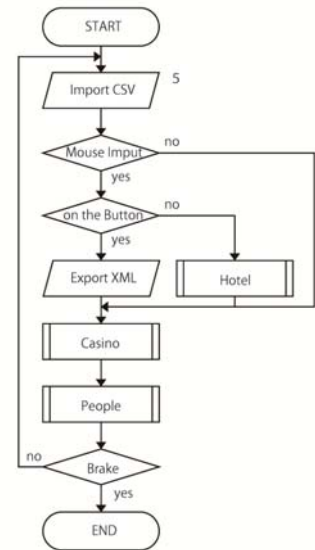 START
Import CSV
5
Mouse Imput
no
yes
on the Button
no
yes
Export XML
Hotel
Casino
People
no
Brake
yes
END